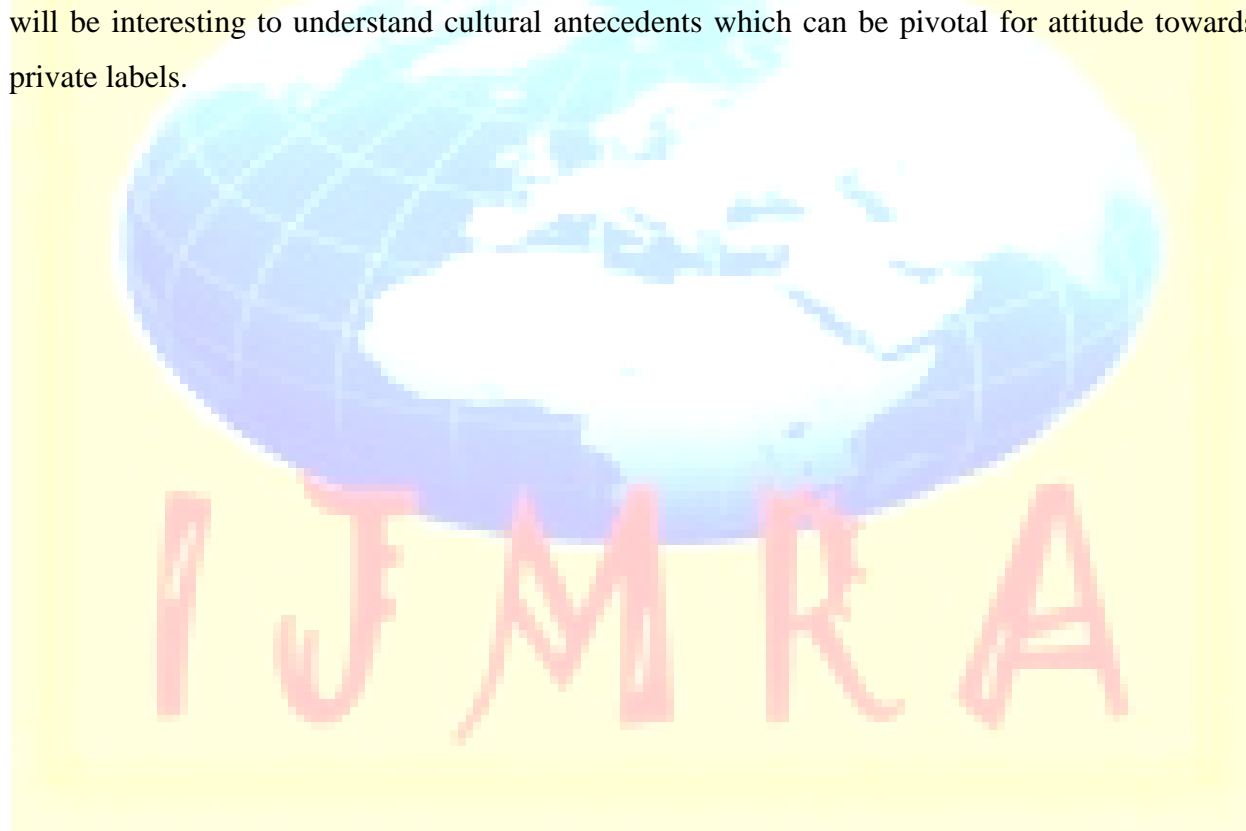 will be interesting to understand cultural antecedents which can be pivotal for attitude towards
private labels.
IJMRA